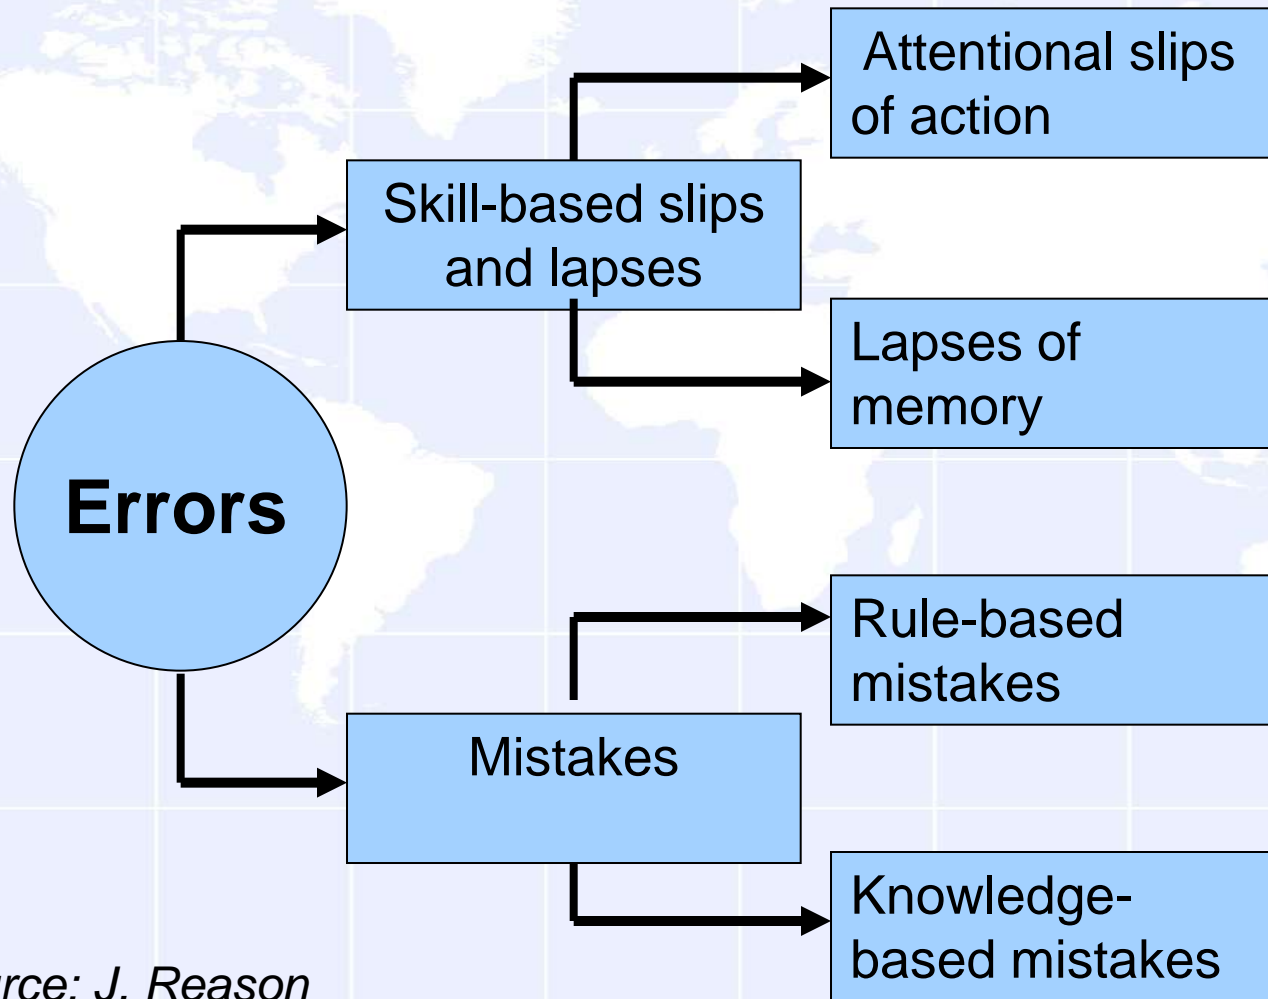 Attentional slips
of action
Skill-based slips
and lapses
Lapses of
memory
Errors
Rule-based
mistakes
Mistakes
Knowledge-
based mistakes
urce: J. Reason